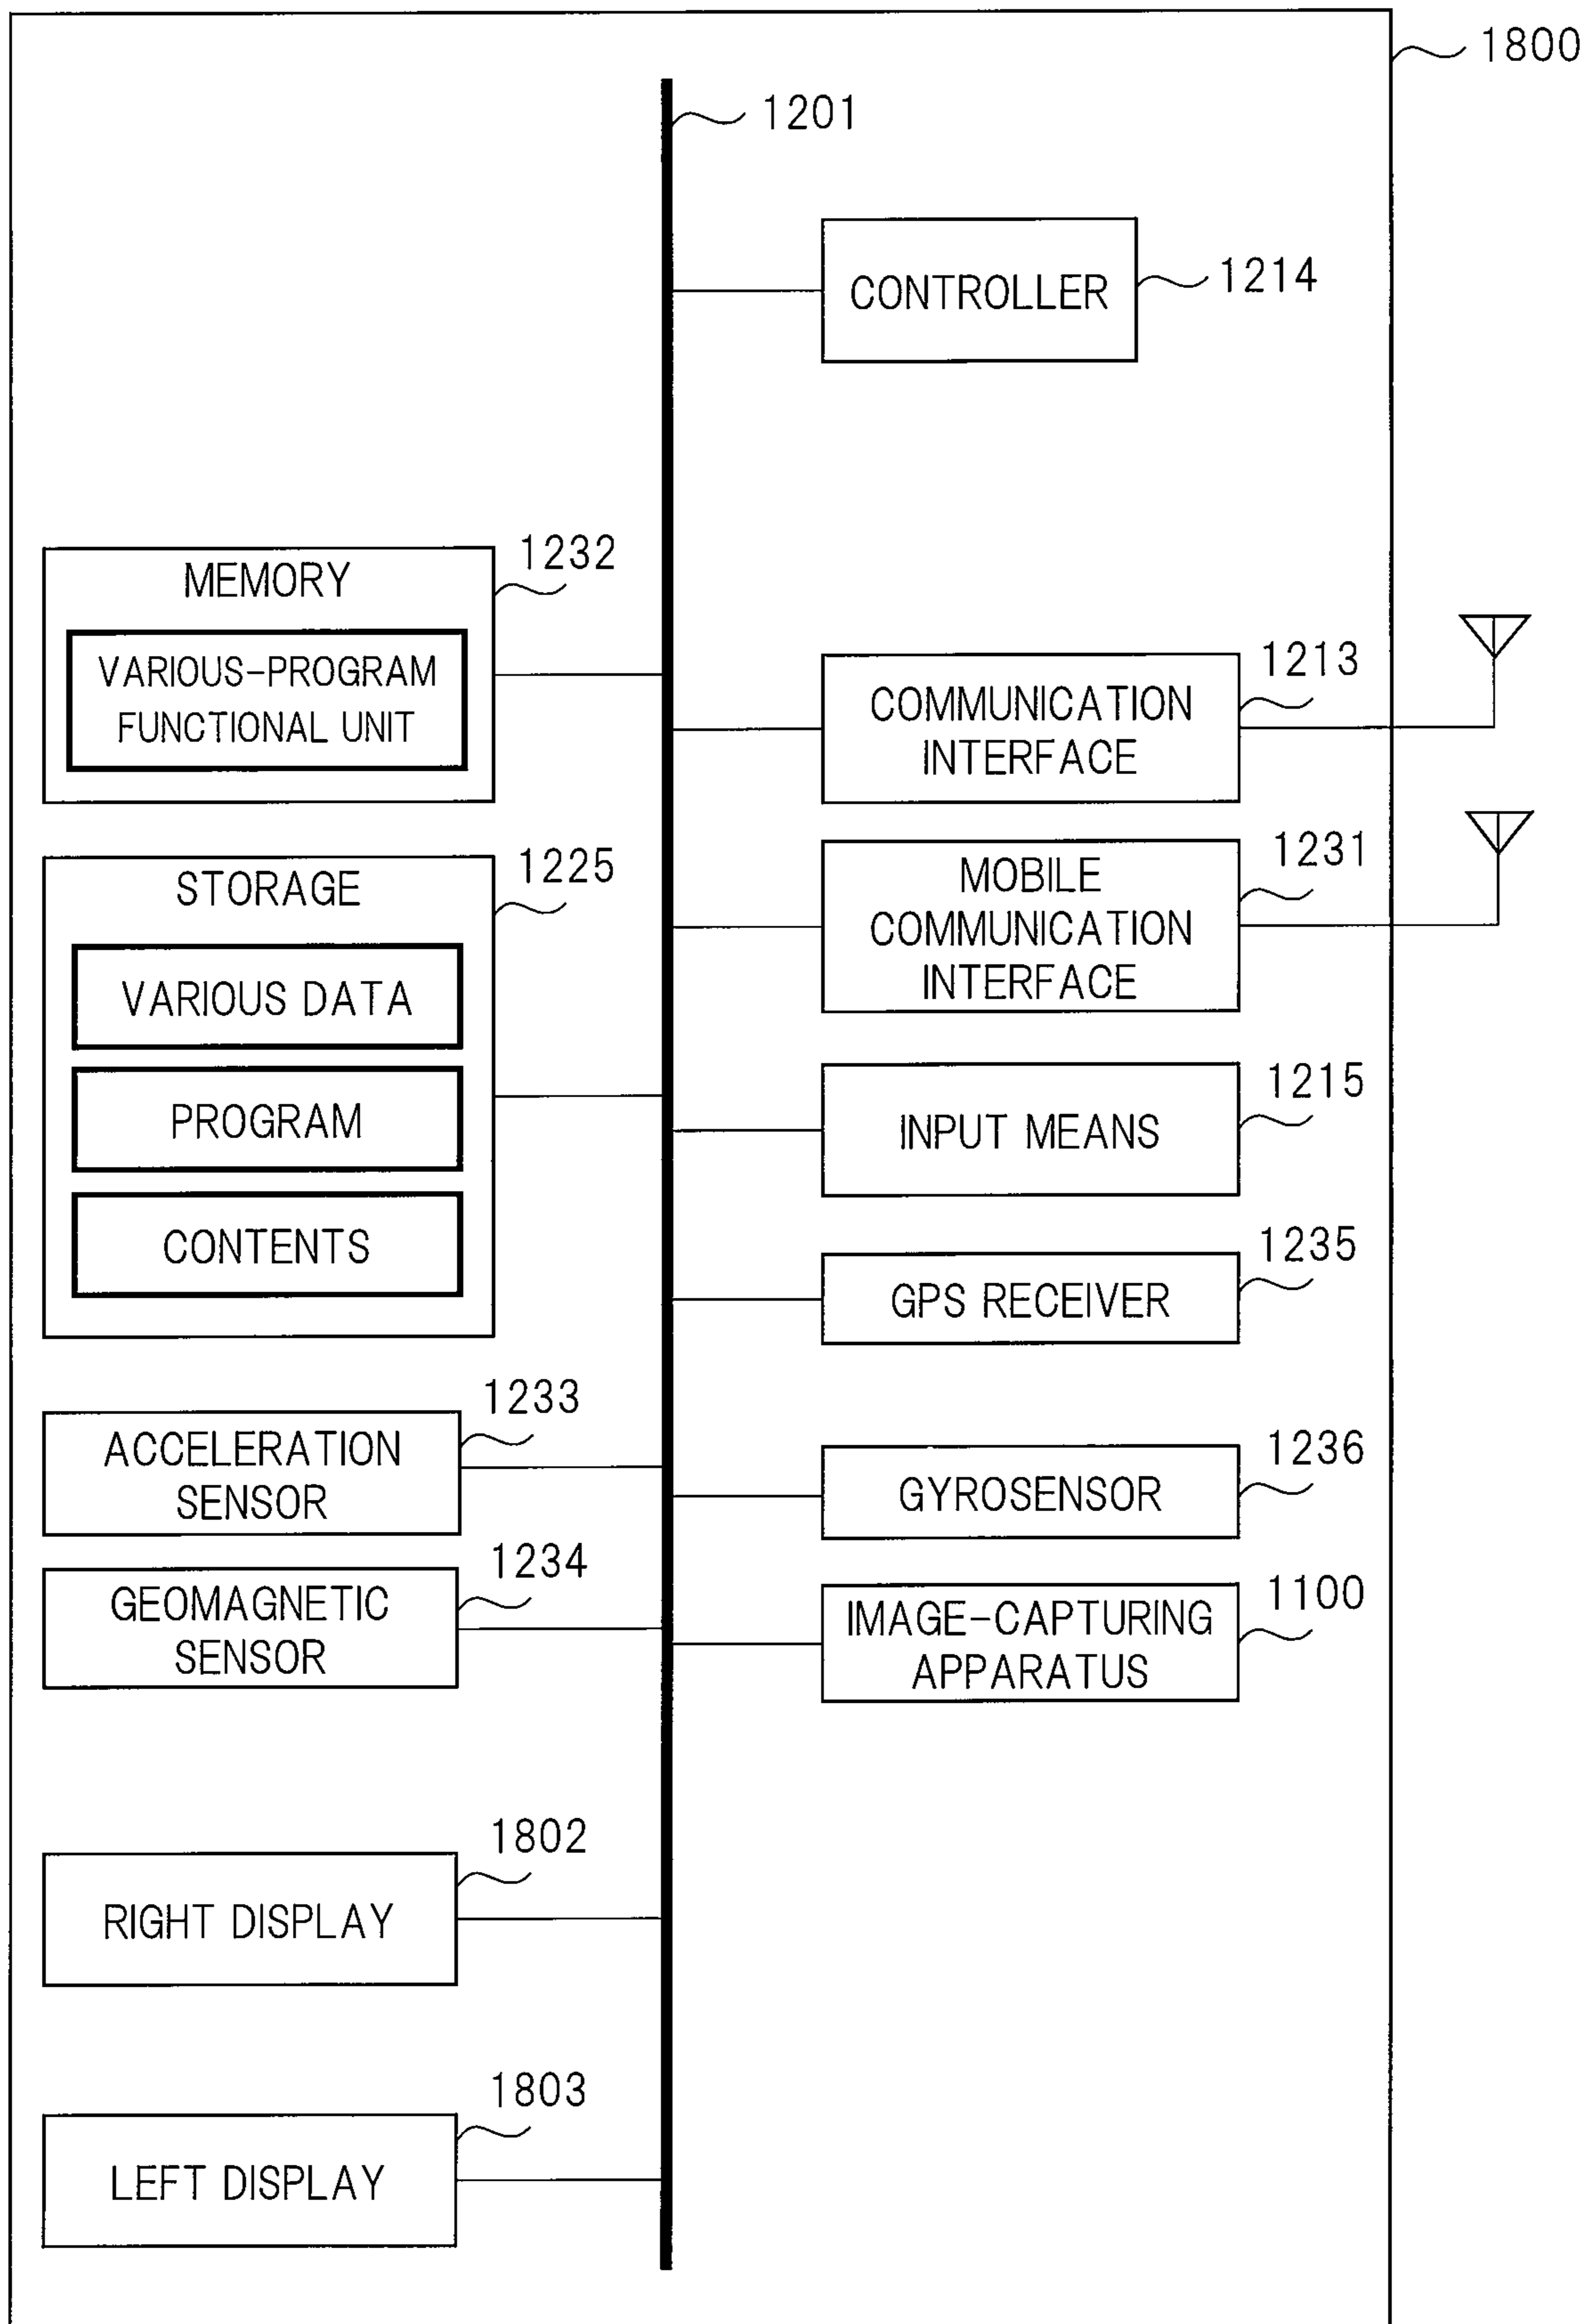 1800
1201
CONTROLLER
1214
1232
MEMORY
VARIOUS-PROGRAM
FUNCTIONAL UNIT
1213
COMMUNICATION
INTERFACE
1225
STORAGE
VARIOUS DATA
PROGRAM
CONTENTS
1231
MOBILE
COMMUNICATION
INTERFACE
1215
INPUT MEANS
1235
GPS RECEIVER
1233
ACCELERATION
SENSOR
1236
GYROSENSOR
1234
GEOMAGNETIC
SENSOR
1100
IMAGE-CAPTURING
APPARATUS
1802
RIGHT DISPLAY
1803
LEFT DISPLAY